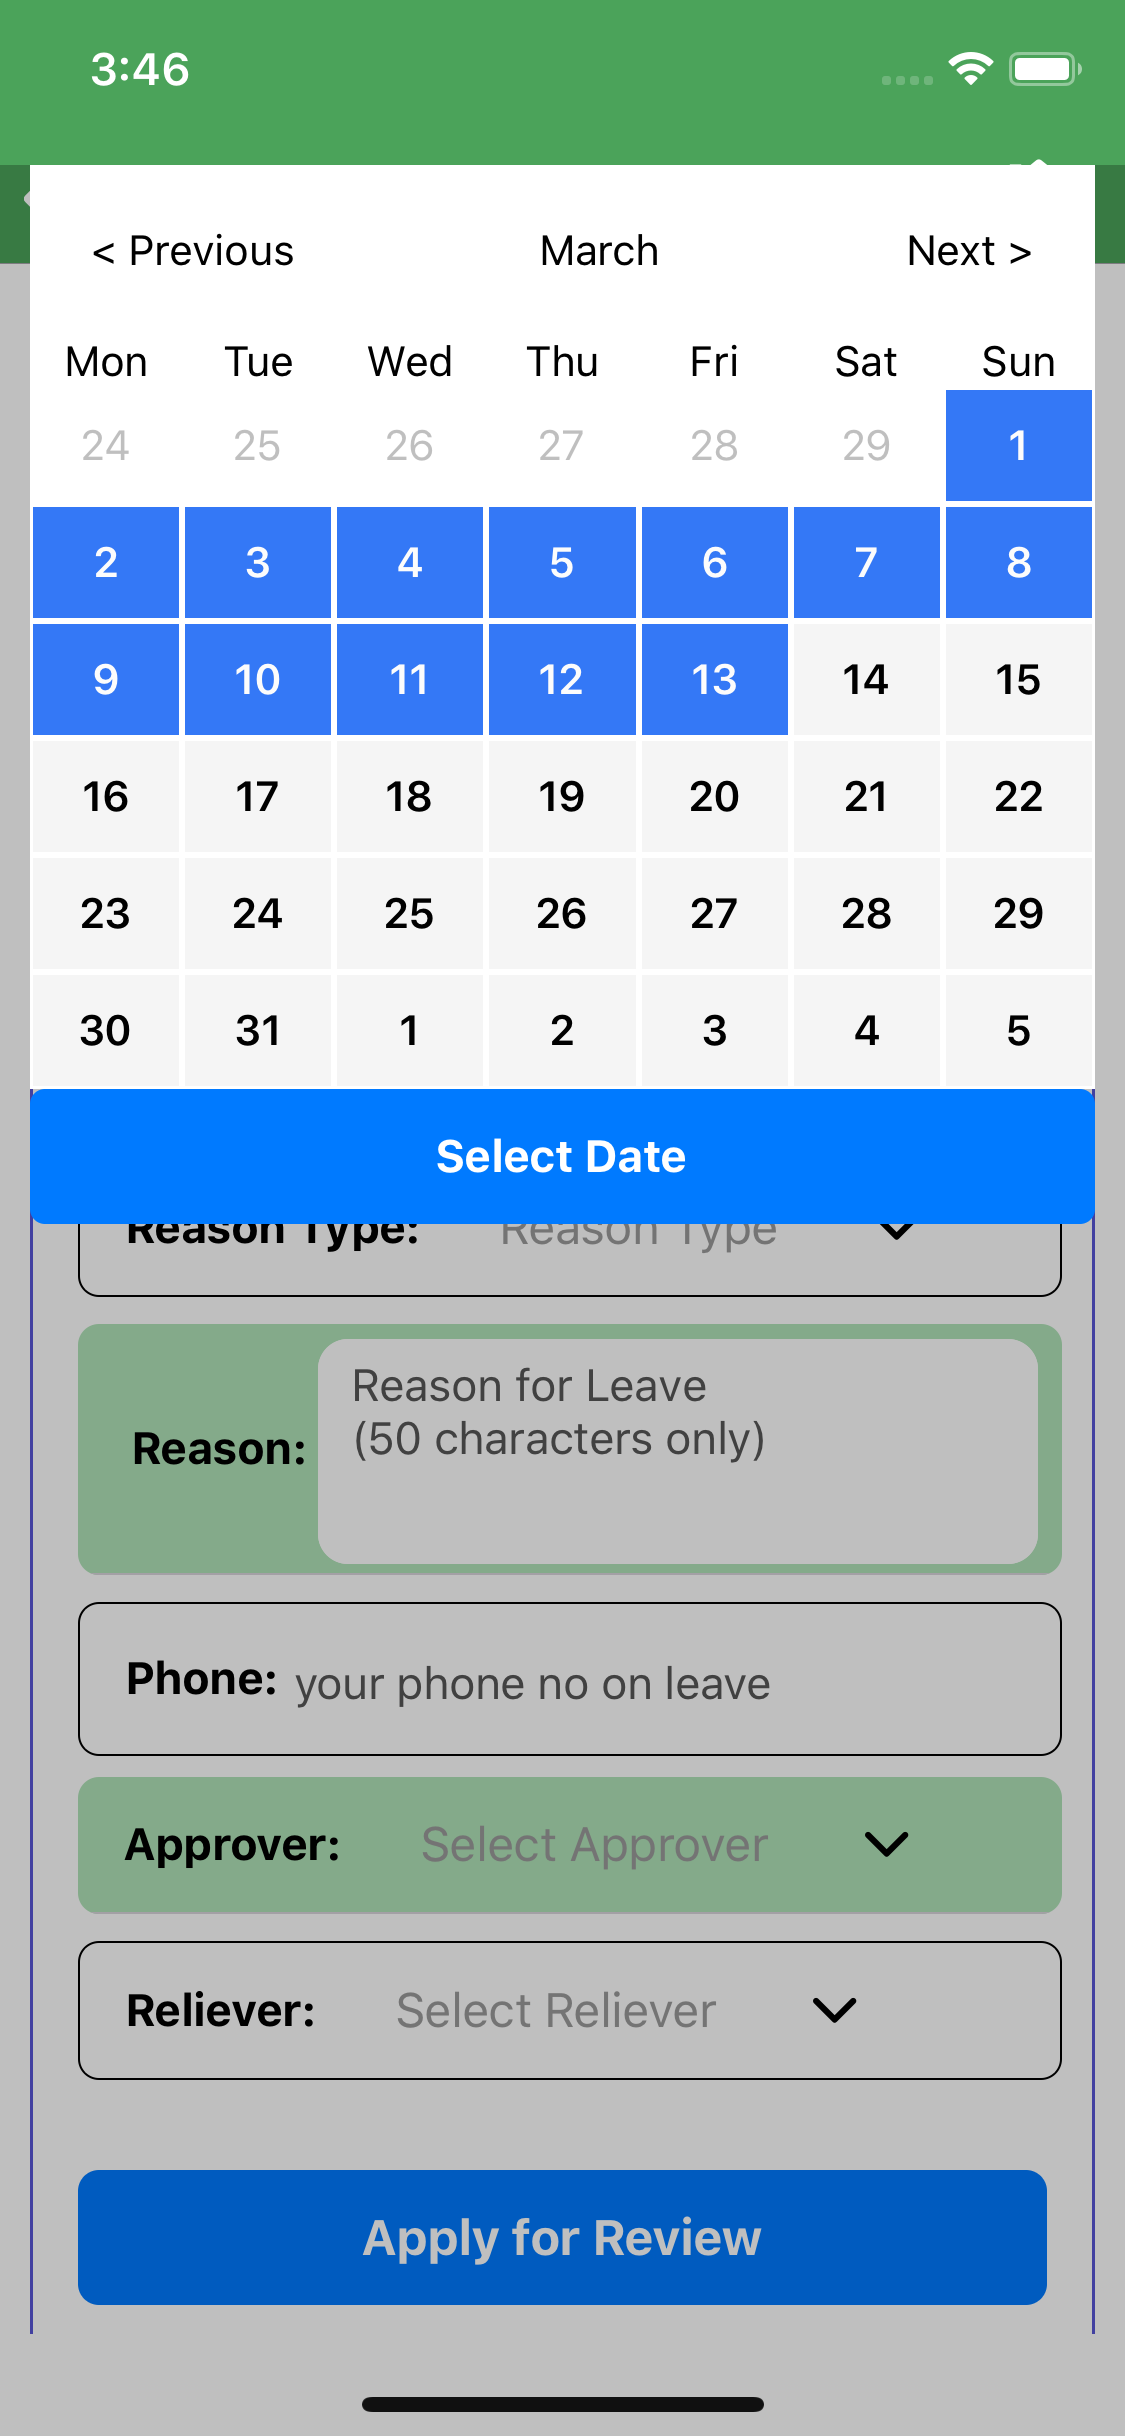 3:46
< Previous March Next >
Mon Tue Wed Thu Fri Sat Sun
24 25 26 27 28 29 1
2 3 4 5 6 7 8
9 10 11 12 13 14 15
16 17 18 19 20 21 22
23 24 25 26 27 28 29
30 31 1 2 3 4 5
Select Date
Reason Type: Reason Type
Reason for Leave
(50 characters only)
Reason:
Phone: your phone no on leave
Approver: Select Approver
Reliever: Select Reliever
Apply for Review